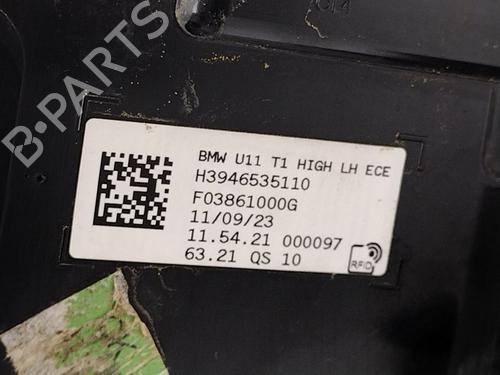 B-PARTS
BMW U11 T1 HIGH LH ECE
H3946535110
F03861000G
11/09/23
11.54.21 000097
63.21 QS 10
RFID